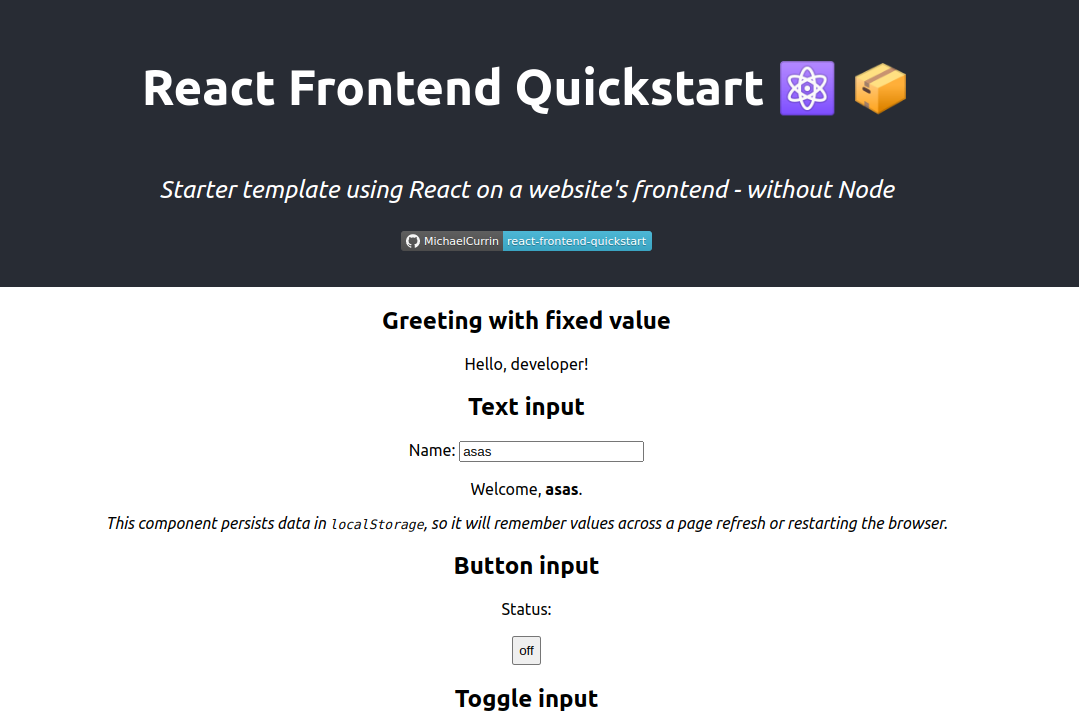 React Frontend Quickstart ⚛️ 📦
Starter template using React on a website's frontend - without Node
MichaelCurrin react-frontend-quickstart
Greeting with fixed value
Hello, developer!
Text input
Name: asas
Welcome, asas.
This component persists data in localStorage, so it will remember values across a page refresh or restarting the browser.
Button input
Status:
off
Toggle input